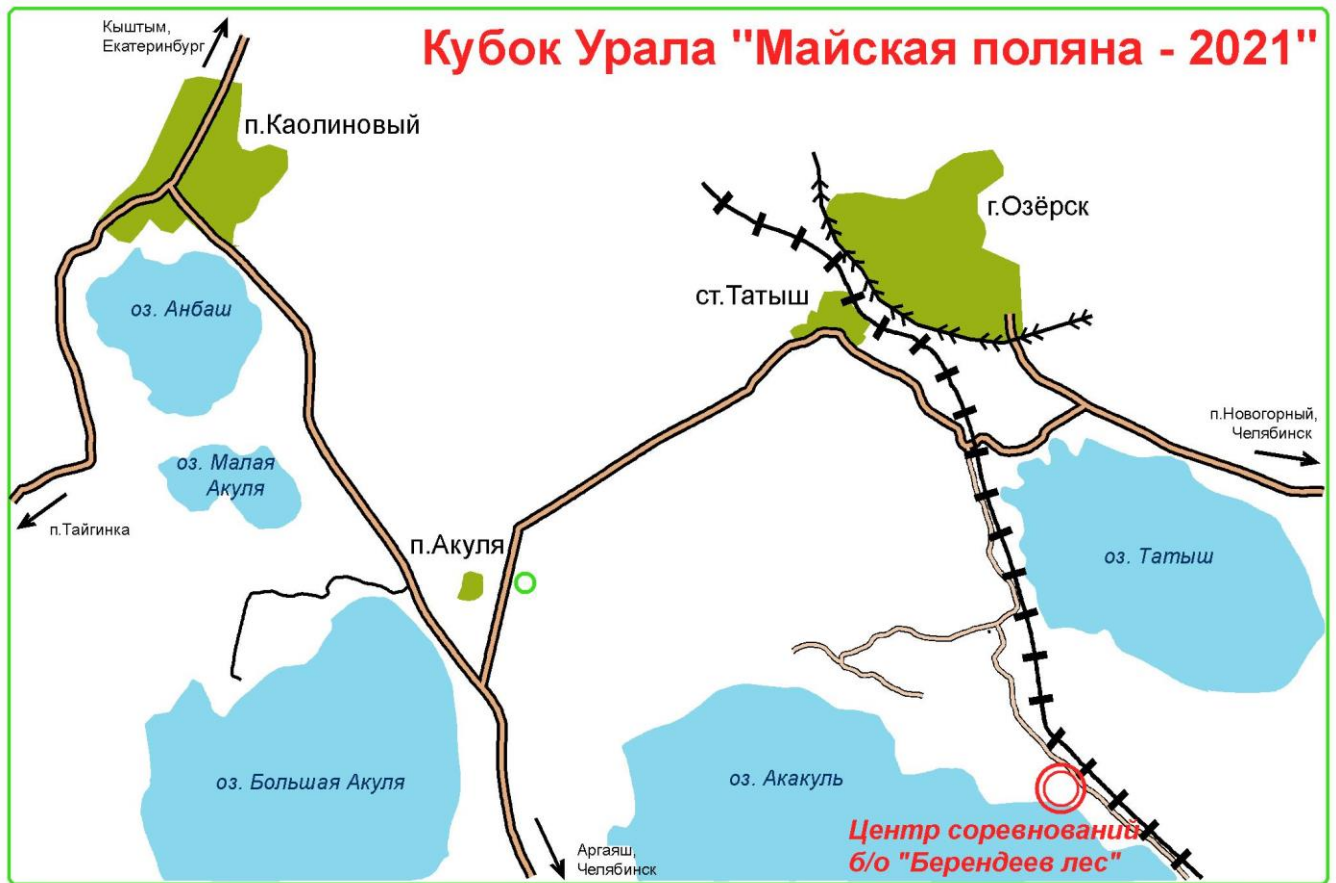 Кыштым,
Екатеринбург
Кубок Урала "Майская поляна - 2021"
п.Каолиновый
г.Озёрск
ст.Татыш
оз. Анбаш
п.Новогорный,
Челябинск
оз. Малая
Акуля
п.Тайгинка
п.Акуля
оз. Татыш
оз. Большая Акуля
оз. Акакуль
Центр соревнований
б/о "Берендеев лес"
Аргаяш,
Челябинск